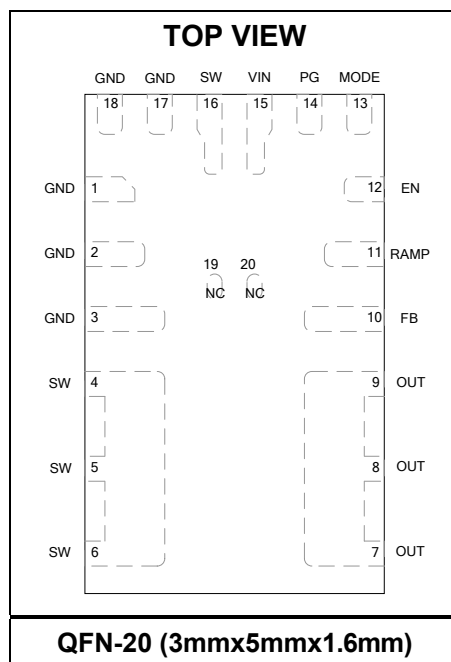 TOP VIEW
GND GND SW VIN PG MODE
18 17 16 15 14 13
GND 1 12 EN
GND 2 11 RAMP
19 20
NC NC
GND 3 10 FB
SW 4 9 OUT
SW 5 8 OUT
SW 6 7 OUT
QFN-20 (3mmx5mmx1.6mm)